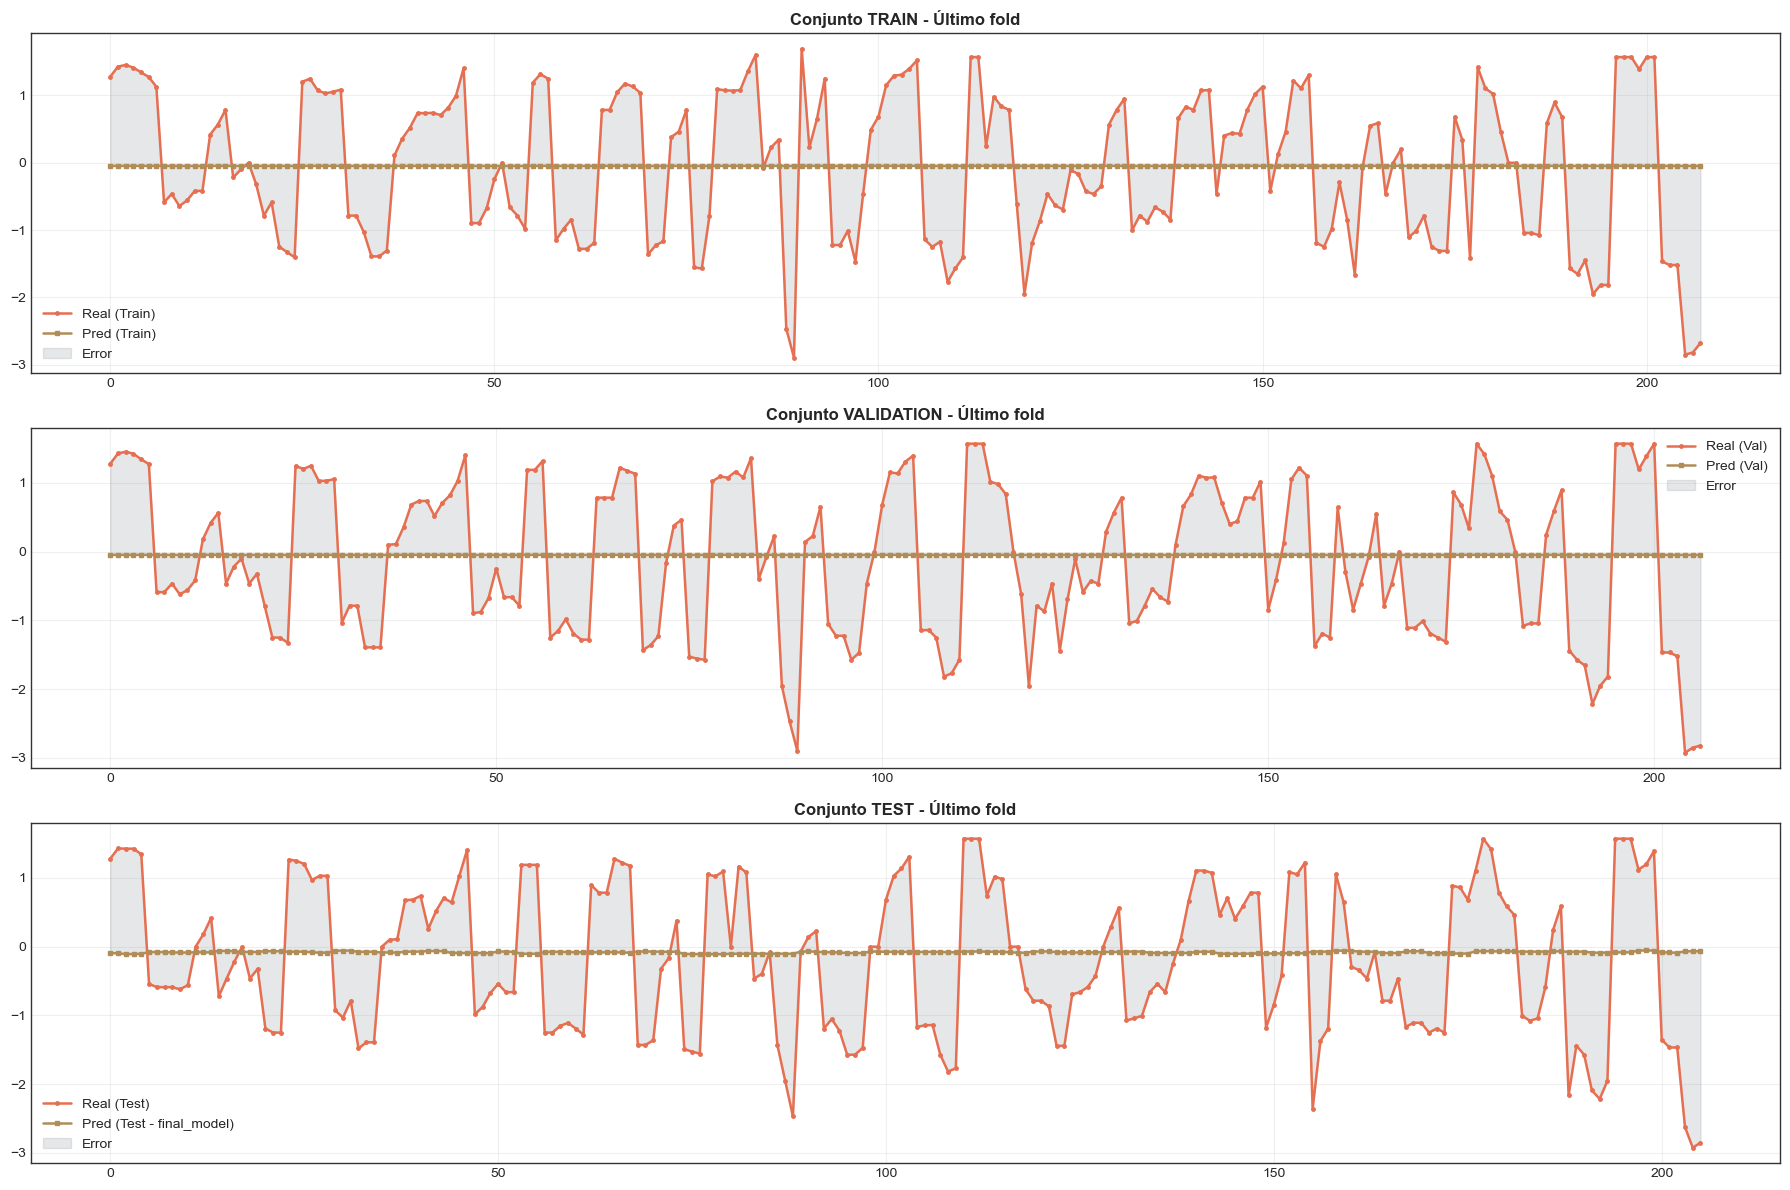 Conjunto TRAIN - Último fold
1
0
−1
−2
−3
Real (Train)
Pred (Train)
Error
0 50 100 150 200
Conjunto VALIDATION - Último fold
1
0
−1
−2
−3
Real (Val)
Pred (Val)
Error
0 50 100 150 200
Conjunto TEST - Último fold
1
0
−1
−2
−3
Real (Test)
Pred (Test - final_model)
Error
0 50 100 150 200